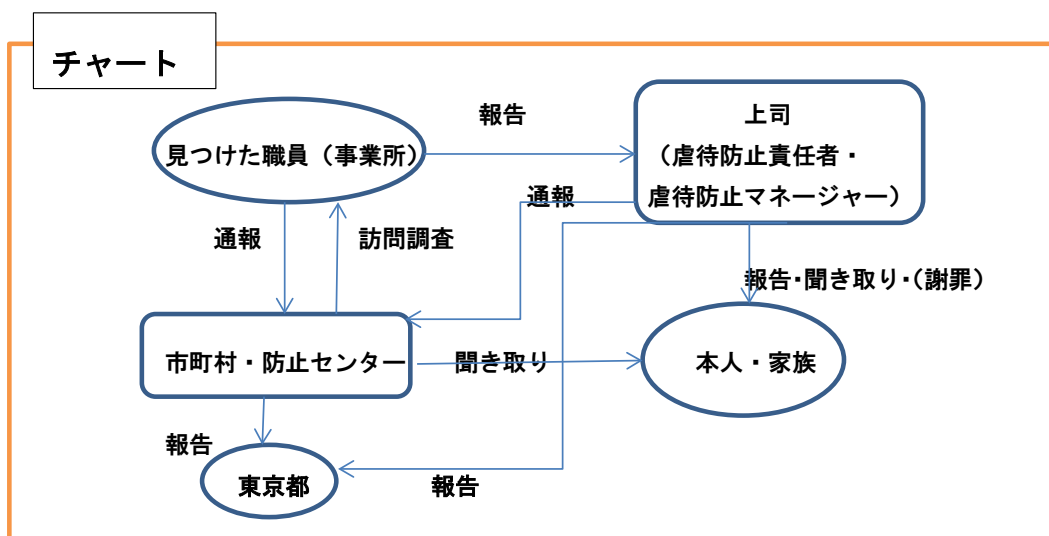 チャート
報告
上司
見つけた職員（事業所）
（虐待防止責任者・
虐待防止マネージャー）
通報
通報
訪問調査
報告・聞き取り・（謝罪）
市町村・防止センター
聞き取り
本人・家族
報告
東京都
報告